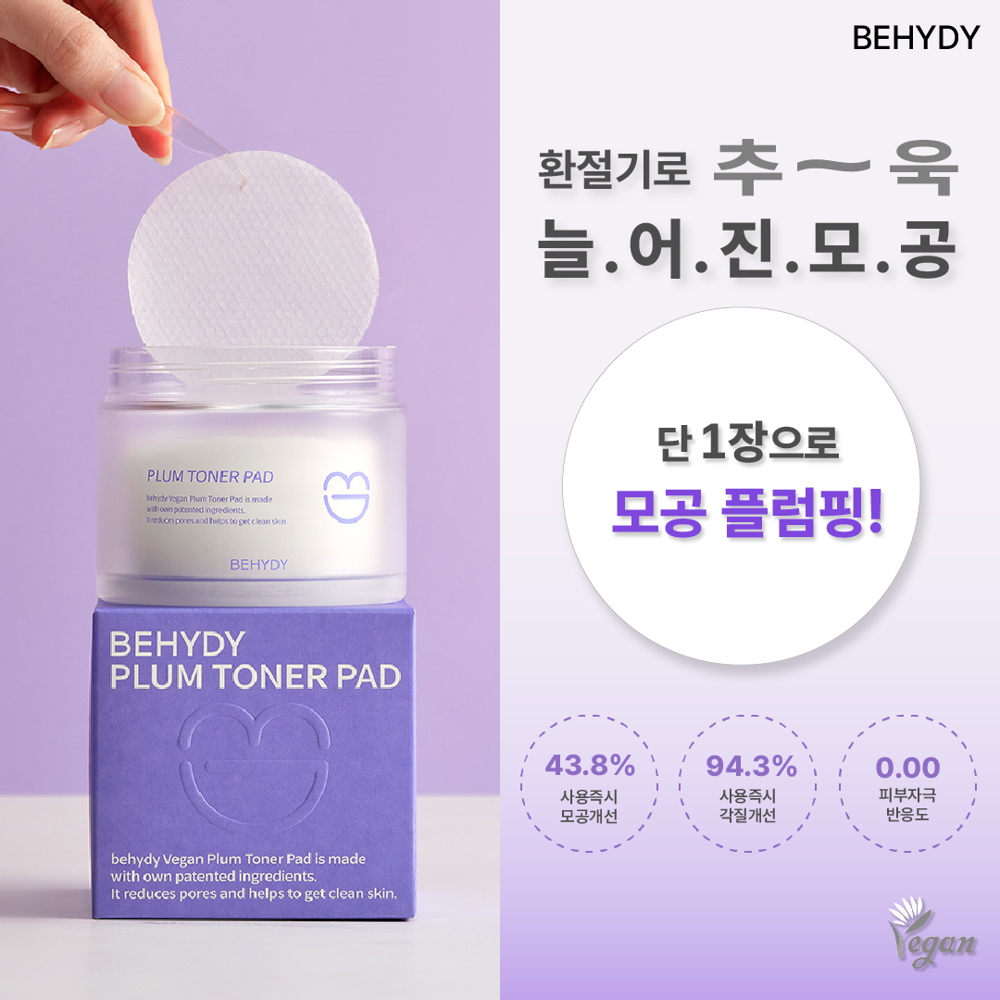 PLUM TONER PAD
behydy Vegan Plum Toner Pad is made
with own patented ingredients.
It reduces pores and helps to get clean skin.
BEHYDY
BEHYDY
PLUM TONER PAD
behydy Vegan Plum Toner Pad is made
with own patented ingredients.
It reduces pores and helps to get clean skin.
BEHYDY
환절기로 추~욱
늘.어.진.모.공
단 1장으로
모공 플럼핑!
43.8%
사용즉시
모공개선
94.3%
사용즉시
각질개선
0.00
피부자극
반응도
Vegan